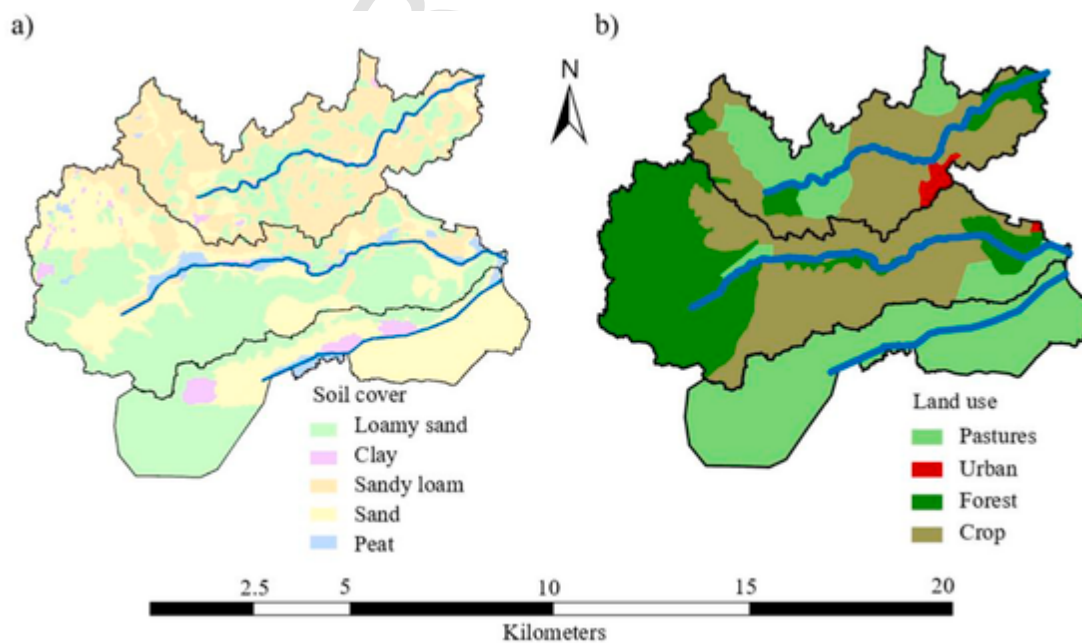 a)
b)
N
Soil cover
Loamy sand
Clay
Sandy loam
Sand
Peat
Land use
Pastures
Urban
Forest
Crop
2.5 5 10 15 20
Kilometers